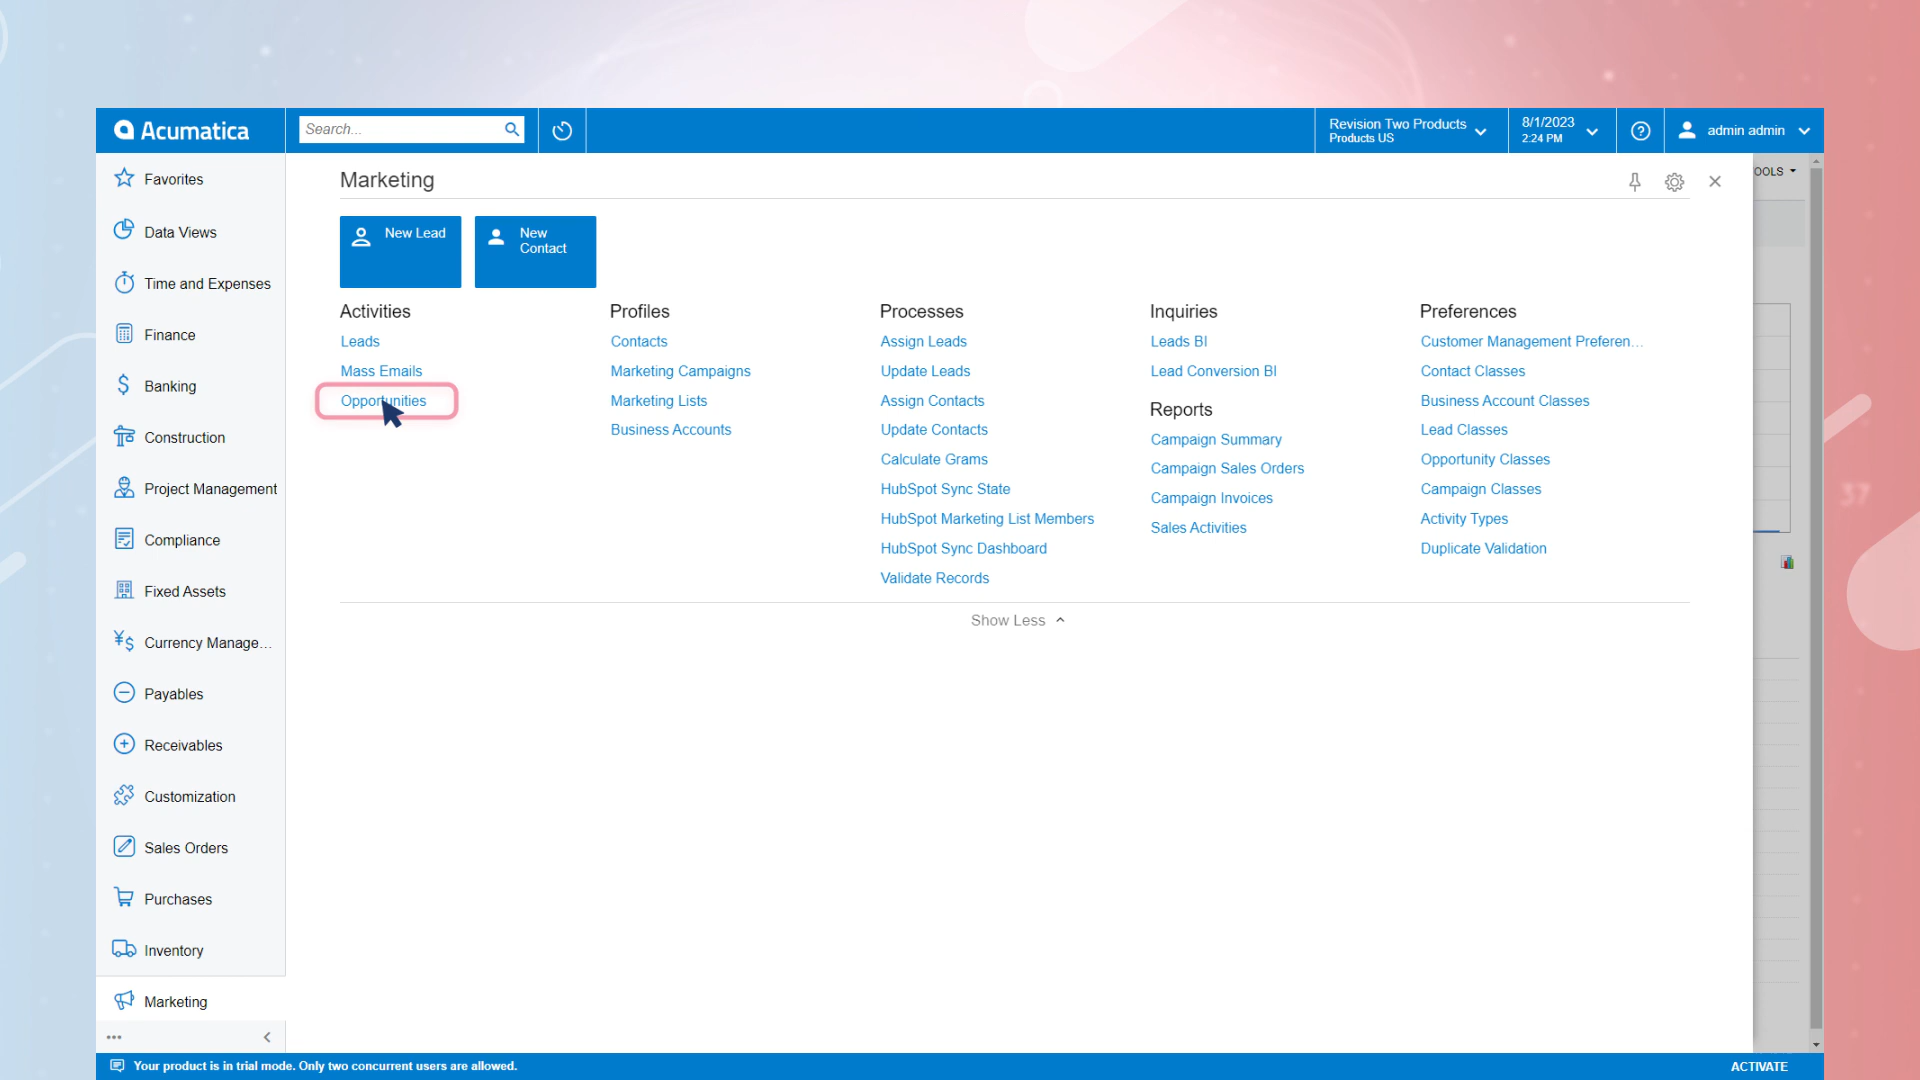 Acumatica
Search...
Revision Two Products
Products US
8/1/2023
2:24 PM
admin admin
Favorites
Data Views
Time and Expenses
Finance
Banking
Construction
Project Management
Compliance
Fixed Assets
Currency Manage...
Payables
Receivables
Customization
Sales Orders
Purchases
Inventory
Marketing
Marketing
OOLS
New Lead
New
Contact
Activities
Leads
Mass Emails
Opportunities
Profiles
Contacts
Marketing Campaigns
Marketing Lists
Business Accounts
Processes
Assign Leads
Update Leads
Assign Contacts
Update Contacts
Calculate Grams
HubSpot Sync State
HubSpot Marketing List Members
HubSpot Sync Dashboard
Validate Records
Inquiries
Leads BI
Lead Conversion BI
Reports
Campaign Summary
Campaign Sales Orders
Campaign Invoices
Sales Activities
Preferences
Customer Management Preferen...
Contact Classes
Business Account Classes
Lead Classes
Opportunity Classes
Campaign Classes
Activity Types
Duplicate Validation
Show Less
37
Your product is in trial mode. Only two concurrent users are allowed.
ACTIVATE